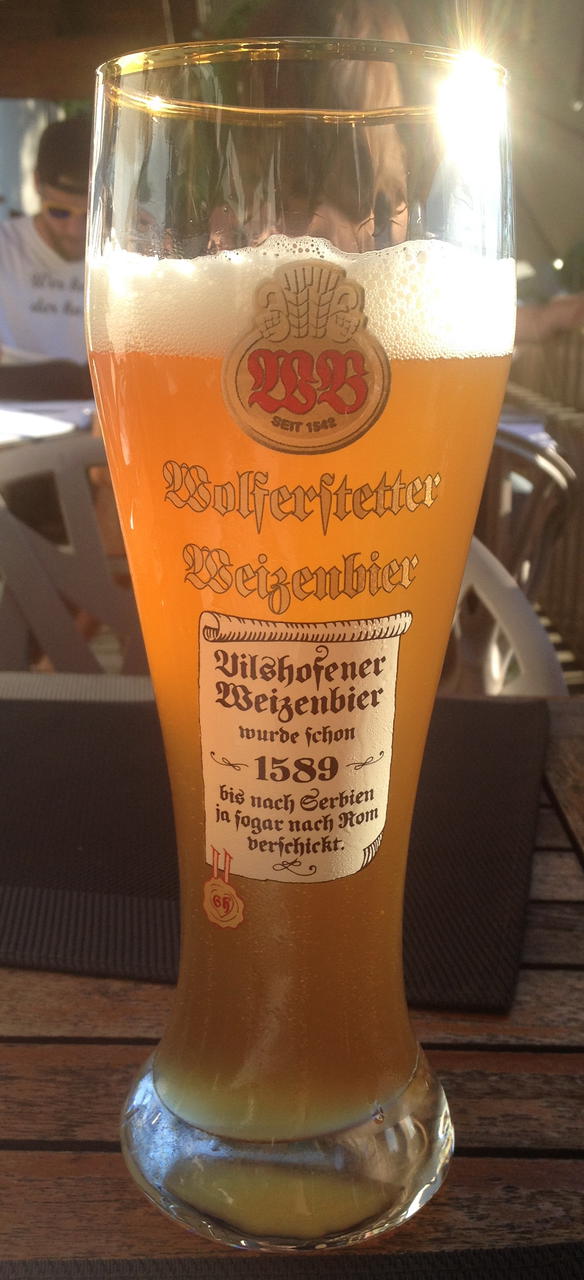 WB
SEIT 1542
Wolferſtetter
Weizenbier
Vilshofener
Weizenbier
wurde ſchon
1589
bis nach Serbien
ja ſogar nach Rom
verſchickt.